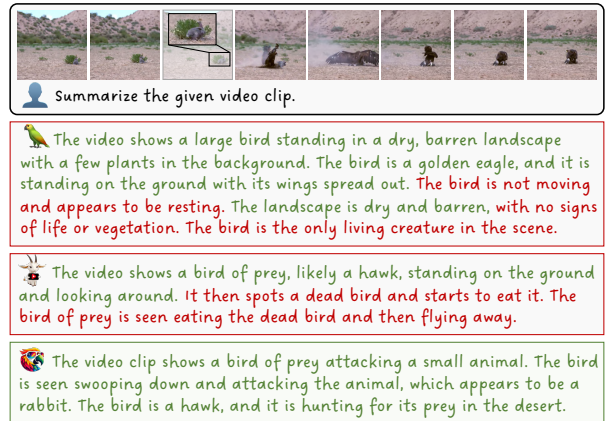 Summarize the given video clip.
The video shows a large bird standing in a dry, barren landscape
with a few plants in the background. The bird is a golden eagle, and it is
standing on the ground with its wings spread out. The bird is not moving
and appears to be resting. The landscape is dry and barren, with no signs
of life or vegetation. The bird is the only living creature in the scene.
The video shows a bird of prey, likely a hawk, standing on the ground
and looking around. It then spots a dead bird and starts to eat it. The
bird of prey is seen eating the dead bird and then flying away.
The video clip shows a bird of prey attacking a small animal. The bird
is seen swooping down and attacking the animal, which appears to be a
rabbit. The bird is a hawk, and it is hunting for its prey in the desert.